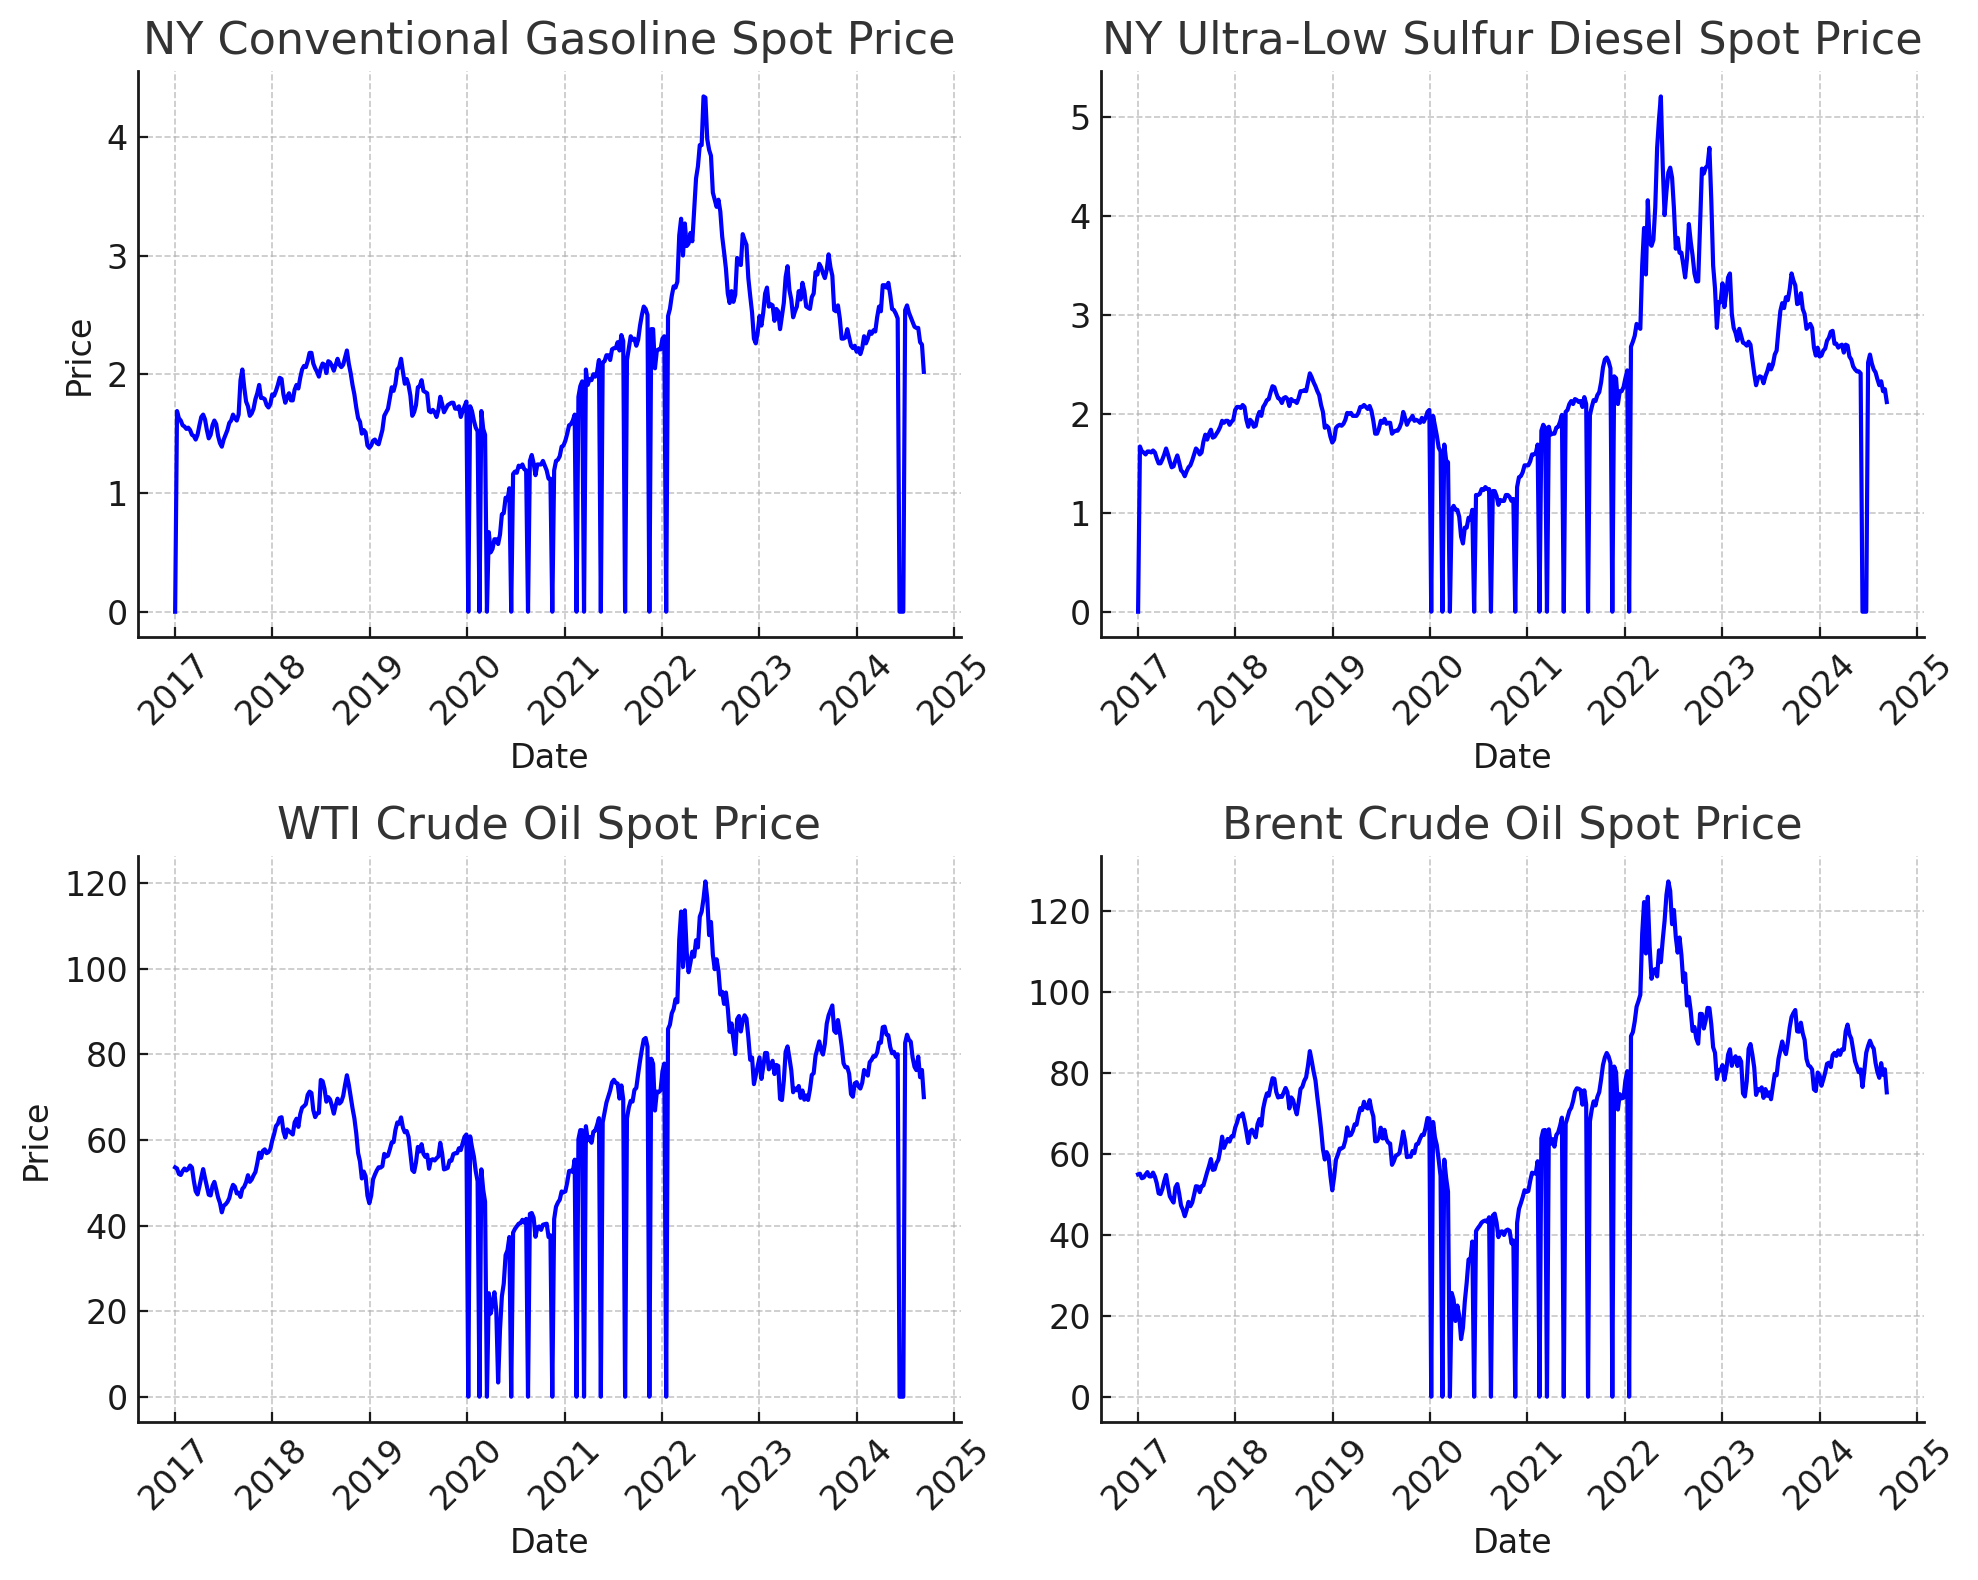 NY Conventional Gasoline Spot Price
Price
4
3
2
1
0
2017 2018 2019 2020 2021 2022 2023 2024 2025
Date
NY Ultra-Low Sulfur Diesel Spot Price
5
4
3
2
1
0
2017 2018 2019 2020 2021 2022 2023 2024 2025
Date
WTI Crude Oil Spot Price
Price
120
100
80
60
40
20
0
2017 2018 2019 2020 2021 2022 2023 2024 2025
Date
Brent Crude Oil Spot Price
120
100
80
60
40
20
0
2017 2018 2019 2020 2021 2022 2023 2024 2025
Date